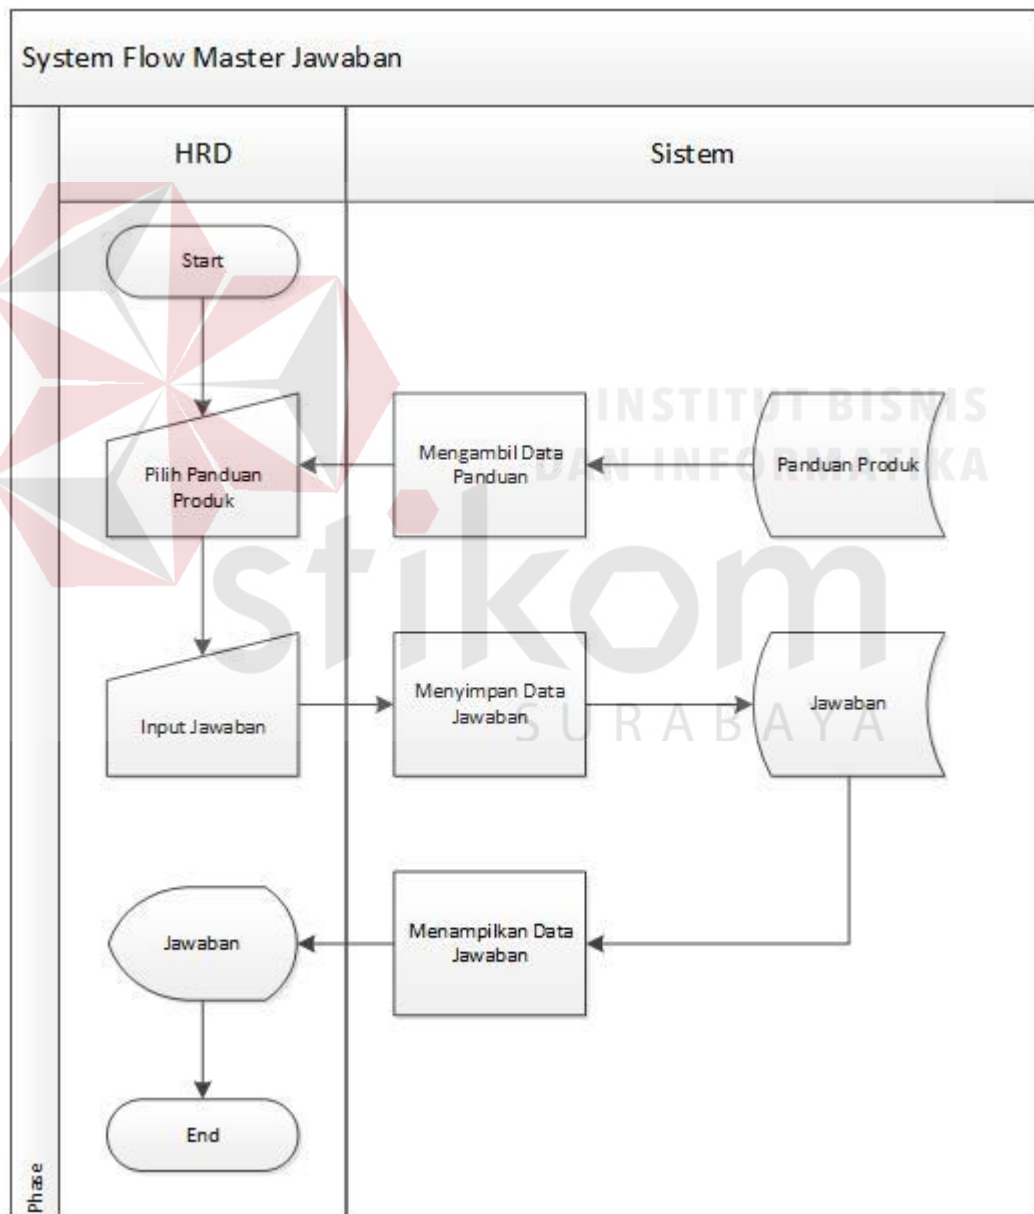 System Flow Master Jawaban
HRD
Sistem
Start
INSTITUT BISNIS
DAN INFORMATIKA
Pilih Panduan
Produk
Mengambil Data
Panduan
Panduan Produk
stikom
SURABAYA
Input Jawaban
Menyimpan Data
Jawaban
Jawaban
Jawaban
Menampilkan Data
Jawaban
End
Phase